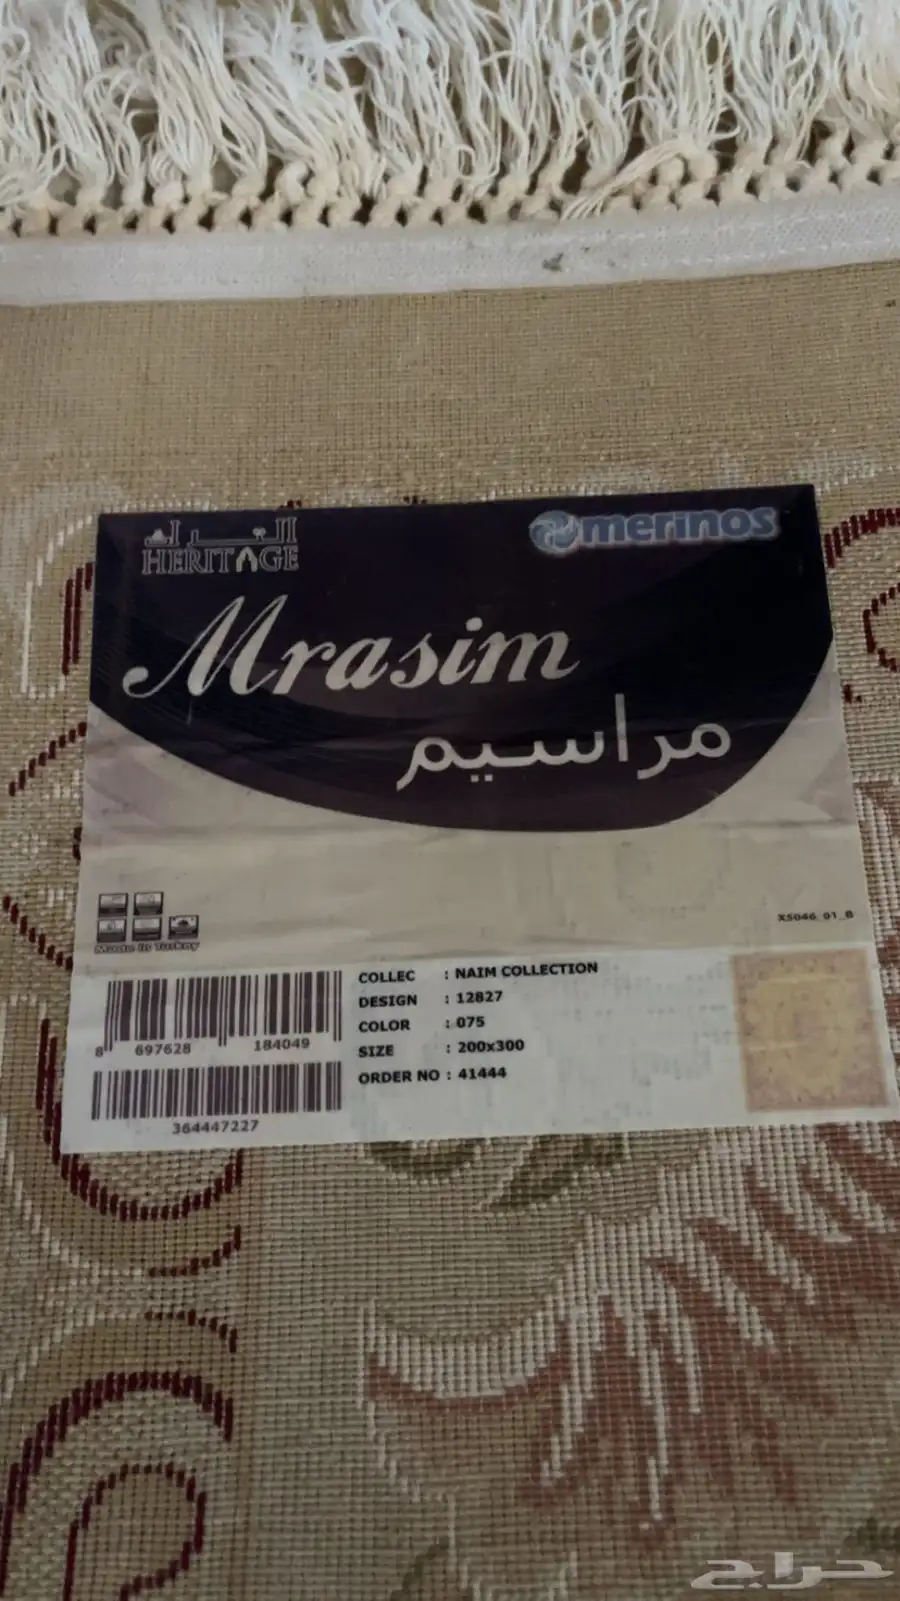 التراث
HERITAGE
merinos
Mrasim
مراسيم
Made in Turkey
X5046_01_B
COLLEC : NAIM COLLECTION
DESIGN : 12827
COLOR : 075
SIZE : 200x300
ORDER NO : 41444
8 697628 184049
364447227
حراج